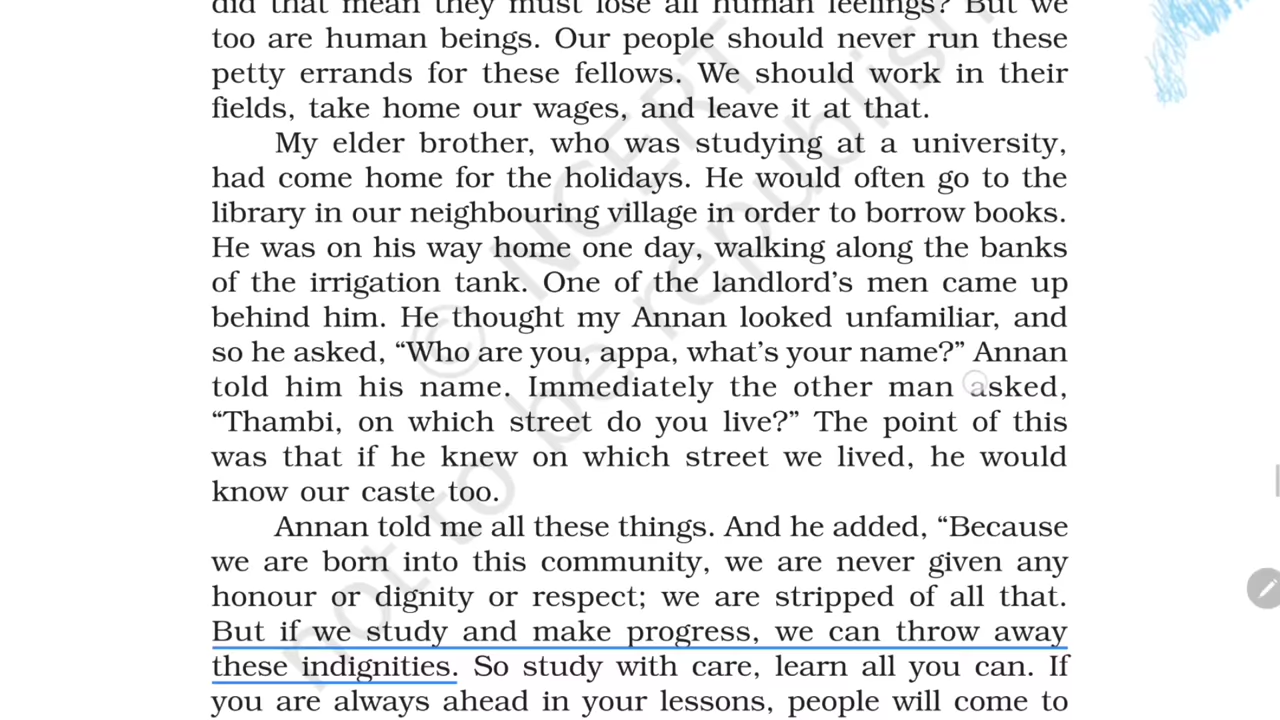 did that mean they must lose all human feelings? But we
too are human beings. Our people should never run these
petty errands for these fellows. We should work in their
fields, take home our wages, and leave it at that.
My elder brother, who was studying at a university,
had come home for the holidays. He would often go to the
library in our neighbouring village in order to borrow books.
He was on his way home one day, walking along the banks
of the irrigation tank. One of the landlord’s men came up
behind him. He thought my Annan looked unfamiliar, and
so he asked, “Who are you, appa, what’s your name?” Annan
told him his name. Immediately the other man asked,
“Thambi, on which street do you live?” The point of this
was that if he knew on which street we lived, he would
know our caste too.
Annan told me all these things. And he added, “Because
we are born into this community, we are never given any
honour or dignity or respect; we are stripped of all that.
But if we study and make progress, we can throw away
these indignities. So study with care, learn all you can. If
you are always ahead in your lessons, people will come to
© NCERT
not to be republish